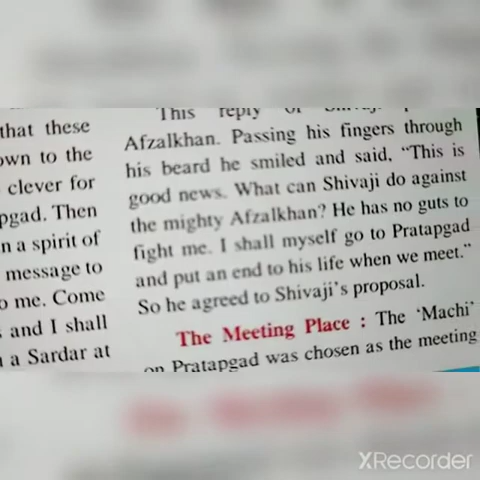 that these
own to the
clever for
pgad. Then
n a spirit of
message to
o me. Come
and I shall
a Sardar at
This reply of
Afzalkhan. Passing his fingers through
his beard he smiled and said, “This is
good news. What can Shivaji do against
the mighty Afzalkhan? He has no guts to
fight me. I shall myself go to Pratapgad
and put an end to his life when we meet.”
So he agreed to Shivaji’s proposal.
The Meeting Place : The ‘Machi’
on Pratapgad was chosen as the meeting
XRecorder